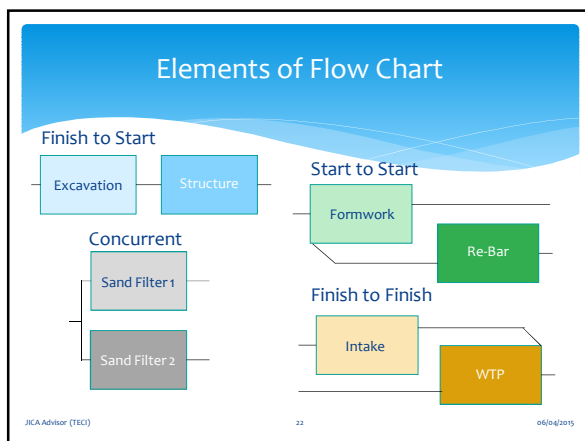 Elements of Flow Chart
Finish to Start
Excavation
Structure
Concurrent
Sand Filter 1
Sand Filter 2
Start to Start
Formwork
Re-Bar
Finish to Finish
Intake
WTP
JICA Advisor (TECI)
22
06/04/2015